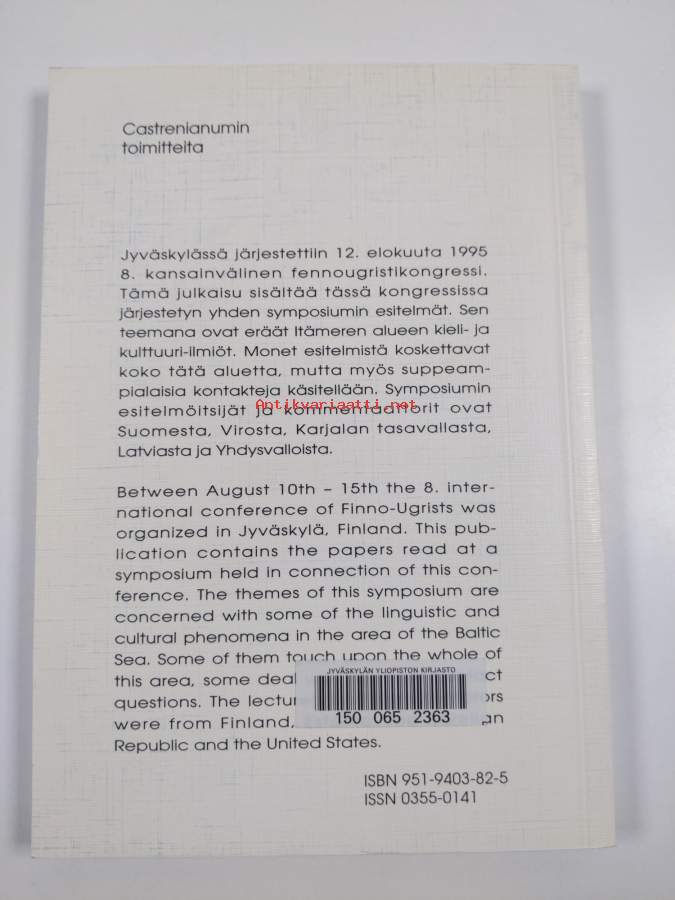 Castrenianumin
toimitteita
Jyväskylässä järjestettiin 12. elokuuta 1995
8. kansainvälinen fennougristikongressi.
Tämä julkaisu sisältää tässä kongressissa
järjestetyn yhden symposiumin esitelmät. Sen
teemana ovat eräät Itämeren alueen kieli- ja
kulttuuri-ilmiöt. Monet esitelmistä koskettavat
koko tätä aluetta, mutta myös suppeam-
pialaisia kontakteja käsitellään. Symposiumin
Antikvariaatti.net
esitelmöitsijät ja kommentaattorit ovat
Suomesta, Virosta, Karjalan tasavallasta,
Latviasta ja Yhdysvalloista.
Between August 10th – 15th the 8. inter-
national conference of Finno-Ugrists was
organized in Jyväskylä, Finland. This pub-
lication contains the papers read at a
symposium held in connection of this con-
ference. The themes of this symposium are
concerned with some of the linguistic and
cultural phenomena in the area of the Baltic
Sea. Some of them touch upon the whole of
this area, some deal
questions. The
were from Finland,
Republic and the United States.
JYVÄSKYLÄN YLIOPISTON KIRJASTO
150 065 2363
ISBN 951-9403-82-5
ISSN 0355-0141